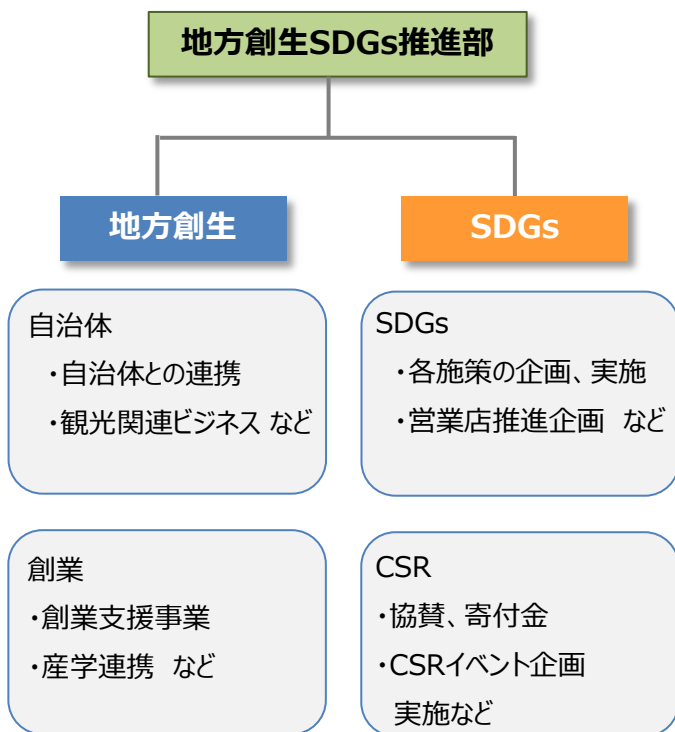 地方創生SDGs推進部
地方創生
SDGs
自治体
・自治体との連携
・観光関連ビジネス など
SDGs
・各施策の企画、実施
・営業店推進企画　など
創業
・創業支援事業
・産学連携　など
CSR
・協賛、寄付金
・CSRイベント企画
実施など